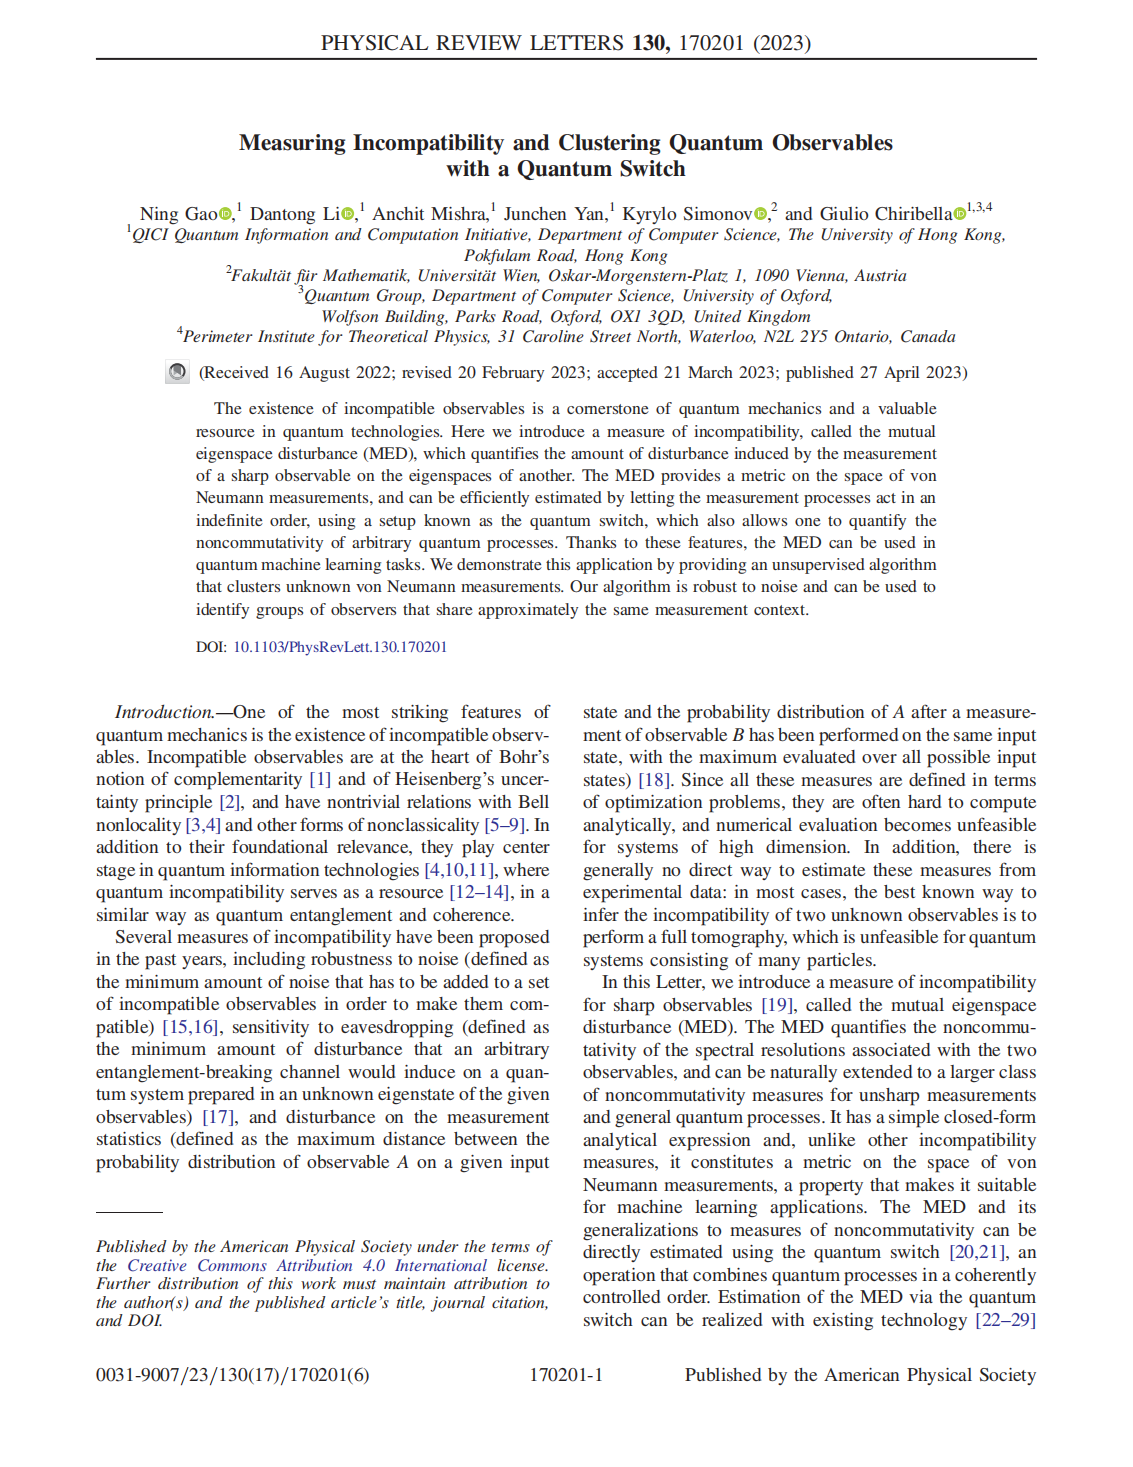 PHYSICAL REVIEW LETTERS 130, 170201 (2023)
Measuring Incompatibility and Clustering Quantum Observables
with a Quantum Switch
Ning Gao,1 Dantong Li,1 Anchit Mishra,1 Junchen Yan,1 Kyrylo Simonov,2 and Giulio Chiribella1,3,4
1QICI Quantum Information and Computation Initiative, Department of Computer Science, The University of Hong Kong,
Pokfulam Road, Hong Kong
2Fakultät für Mathematik, Universität Wien, Oskar-Morgenstern-Platz 1, 1090 Vienna, Austria
3Quantum Group, Department of Computer Science, University of Oxford,
Wolfson Building, Parks Road, Oxford, OX1 3QD, United Kingdom
4Perimeter Institute for Theoretical Physics, 31 Caroline Street North, Waterloo, N2L 2Y5 Ontario, Canada
(Received 16 August 2022; revised 20 February 2023; accepted 21 March 2023; published 27 April 2023)
The existence of incompatible observables is a cornerstone of quantum mechanics and a valuable
resource in quantum technologies. Here we introduce a measure of incompatibility, called the mutual
eigenspace disturbance (MED), which quantifies the amount of disturbance induced by the measurement
of a sharp observable on the eigenspaces of another. The MED provides a metric on the space of von
Neumann measurements, and can be efficiently estimated by letting the measurement processes act in an
indefinite order, using a setup known as the quantum switch, which also allows one to quantify the
noncommutativity of arbitrary quantum processes. Thanks to these features, the MED can be used in
quantum machine learning tasks. We demonstrate this application by providing an unsupervised algorithm
that clusters unknown von Neumann measurements. Our algorithm is robust to noise and can be used to
identify groups of observers that share approximately the same measurement context.
DOI: 10.1103/PhysRevLett.130.170201
Introduction.—One of the most striking features of
quantum mechanics is the existence of incompatible observ-
ables. Incompatible observables are at the heart of Bohr's
notion of complementarity [1] and of Heisenberg's uncer-
tainty principle [2], and have nontrivial relations with Bell
nonlocality [3,4] and other forms of nonclassicality [5–9]. In
addition to their foundational relevance, they play center
stage in quantum information technologies [4,10,11], where
quantum incompatibility serves as a resource [12–14], in a
similar way as quantum entanglement and coherence.
Several measures of incompatibility have been proposed
in the past years, including robustness to noise (defined as
the minimum amount of noise that has to be added to a set
of incompatible observables in order to make them com-
patible) [15,16], sensitivity to eavesdropping (defined as
the minimum amount of disturbance that an arbitrary
entanglement-breaking channel would induce on a quan-
tum system prepared in an unknown eigenstate of the given
observables) [17], and disturbance on the measurement
statistics (defined as the maximum distance between the
probability distribution of observable A on a given input
Published by the American Physical Society under the terms of
the Creative Commons Attribution 4.0 International license.
Further distribution of this work must maintain attribution to
the author(s) and the published article's title, journal citation,
and DOI.
state and the probability distribution of A after a measure-
ment of observable B has been performed on the same input
state, with the maximum evaluated over all possible input
states) [18]. Since all these measures are defined in terms
of optimization problems, they are often hard to compute
analytically, and numerical evaluation becomes unfeasible
for systems of high dimension. In addition, there is
generally no direct way to estimate these measures from
experimental data: in most cases, the best known way to
infer the incompatibility of two unknown observables is to
perform a full tomography, which is unfeasible for quantum
systems consisting of many particles.
In this Letter, we introduce a measure of incompatibility
for sharp observables [19], called the mutual eigenspace
disturbance (MED). The MED quantifies the noncommu-
tativity of the spectral resolutions associated with the two
observables, and can be naturally extended to a larger class
of noncommutativity measures for unsharp measurements
and general quantum processes. It has a simple closed-form
analytical expression and, unlike other incompatibility
measures, it constitutes a metric on the space of von
Neumann measurements, a property that makes it suitable
for machine learning applications. The MED and its
generalizations to measures of noncommutativity can be
directly estimated using the quantum switch [20,21], an
operation that combines quantum processes in a coherently
controlled order. Estimation of the MED via the quantum
switch can be realized with existing technology [22–29]
0031-9007/23/130(17)/170201(6)
170201-1
Published by the American Physical Society